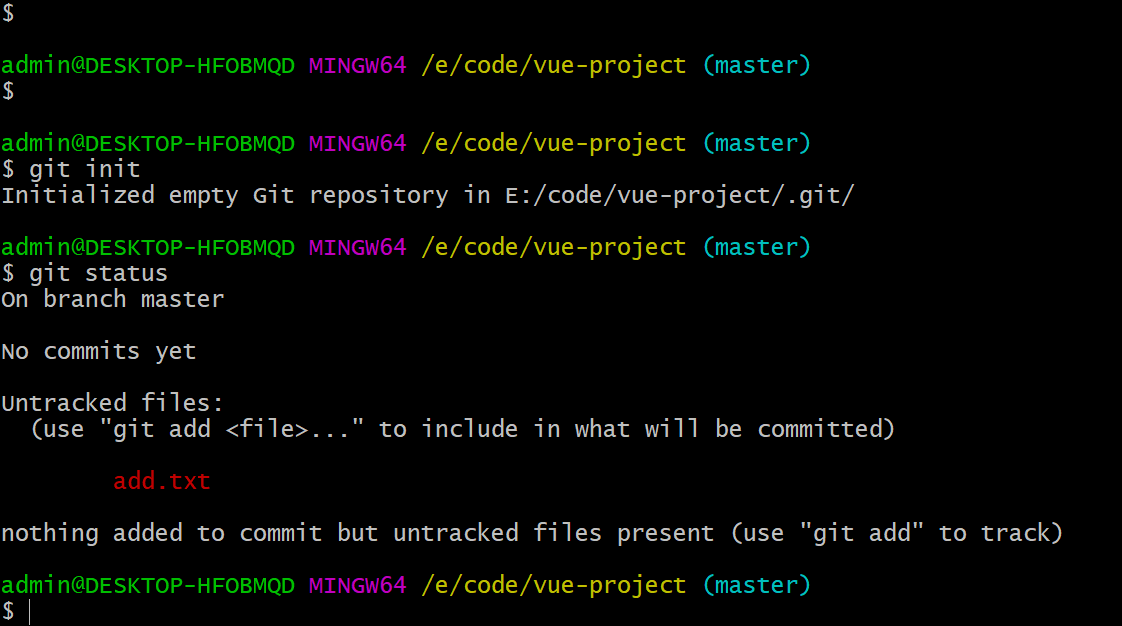 $
admin@DESKTOP-HFOBMQD MINGW64 /e/code/vue-project (master)
$
admin@DESKTOP-HFOBMQD MINGW64 /e/code/vue-project (master)
$ git init
Initialized empty Git repository in E:/code/vue-project/.git/
admin@DESKTOP-HFOBMQD MINGW64 /e/code/vue-project (master)
$ git status
On branch master
No commits yet
Untracked files:
  (use "git add <file>..." to include in what will be committed)
        add.txt
nothing added to commit but untracked files present (use "git add" to track)
admin@DESKTOP-HFOBMQD MINGW64 /e/code/vue-project (master)
$